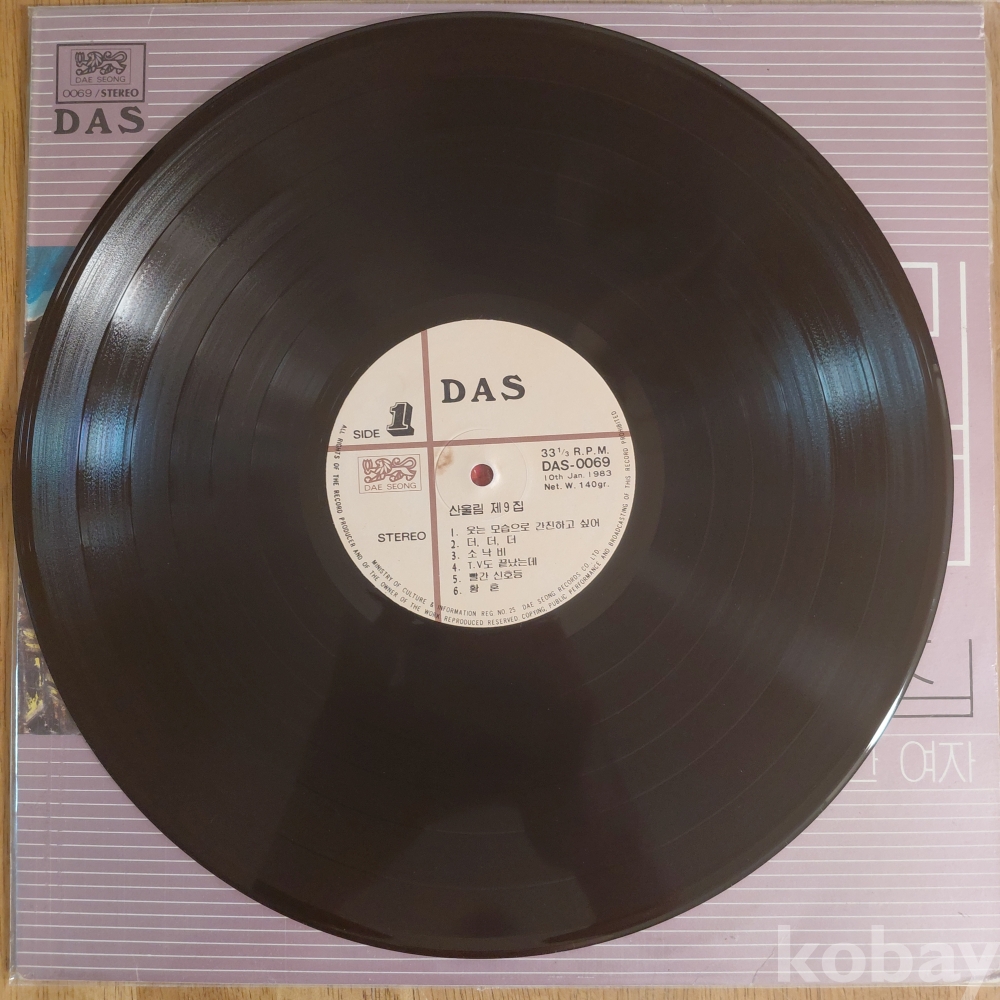 DAE SEONG
0069/STEREO
DAS
DAS
SIDE 1
33 1/3 R.P.M.
DAS-0069
10th Jan. 1983
Net. W. 140gr.
DAE SEONG
STEREO
산울림 제9집
1. 웃는 모습으로 간직하고 싶어
2. 더, 더, 더
3. 소낙비
4. T.V도 끝났는데
5. 빨간 신호등
6. 황 혼
ALL RIGHTS OF THE RECORD PRODUCER AND OF THE OWNER OF THE WORK REPRODUCED RESERVED COPYING, PUBLIC PERFORMANCE AND BROADCASTING OF THIS RECORD PROHIBITED
MINISTRY OF CULTURE & INFORMATION REG. NO. 25 DAE SEONG RECORDS CO. LTD.
여자
kobay